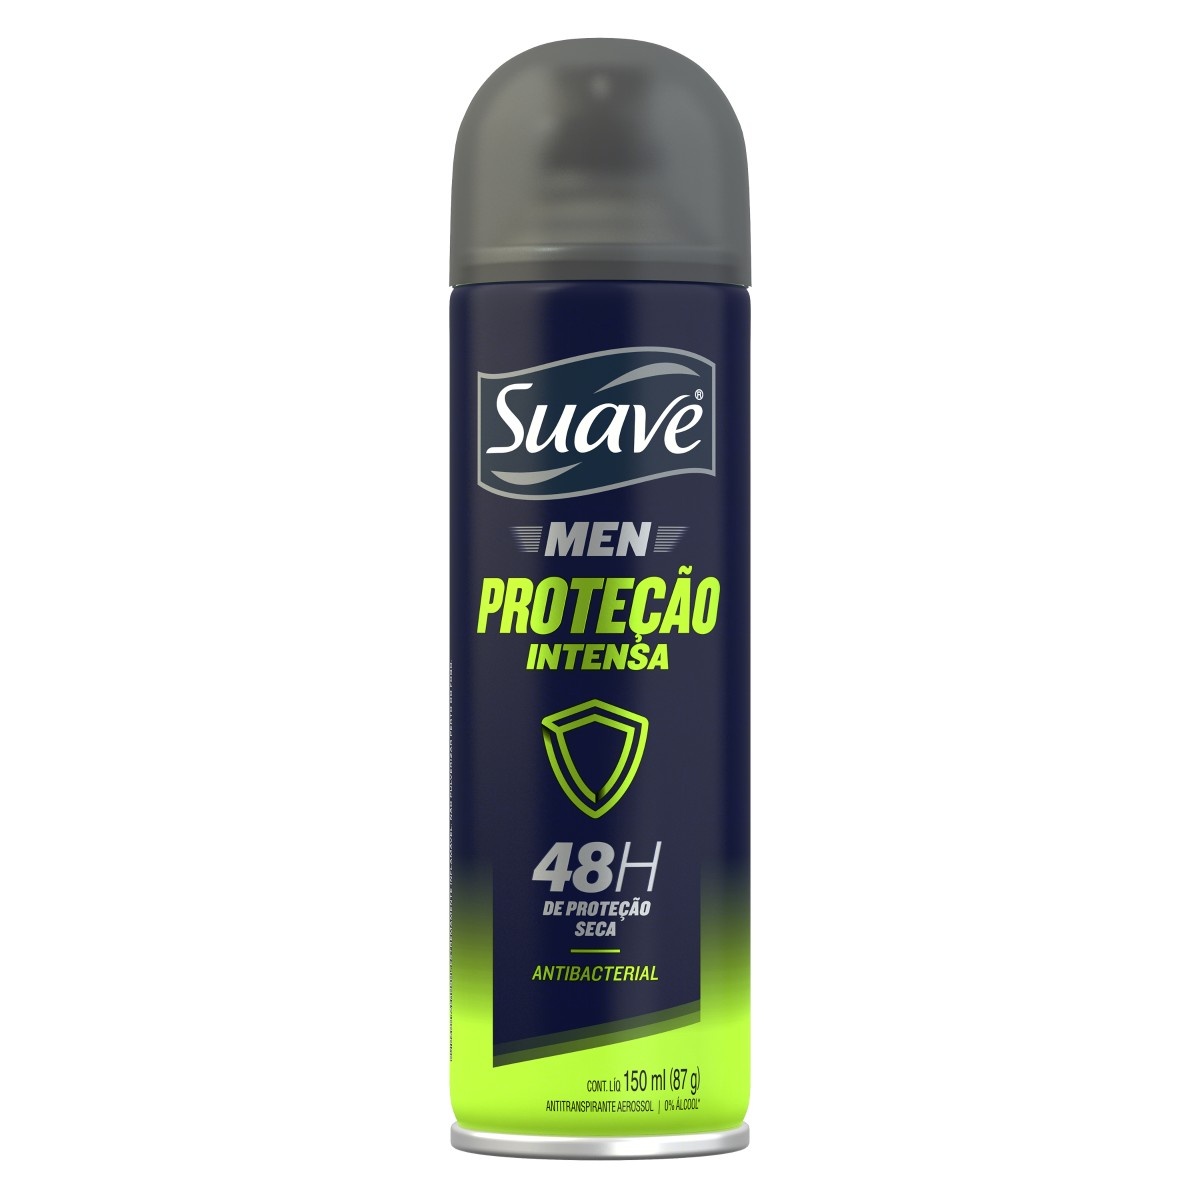 Suave®
MEN
PROTEÇÃO
INTENSA
48H
DE PROTEÇÃO
SECA
ANTIBACTERIAL
CONT. LÍQ. 150 ml (87 g)
ANTITRANSPIRANTE AEROSSOL | 0% ÁLCOOL*